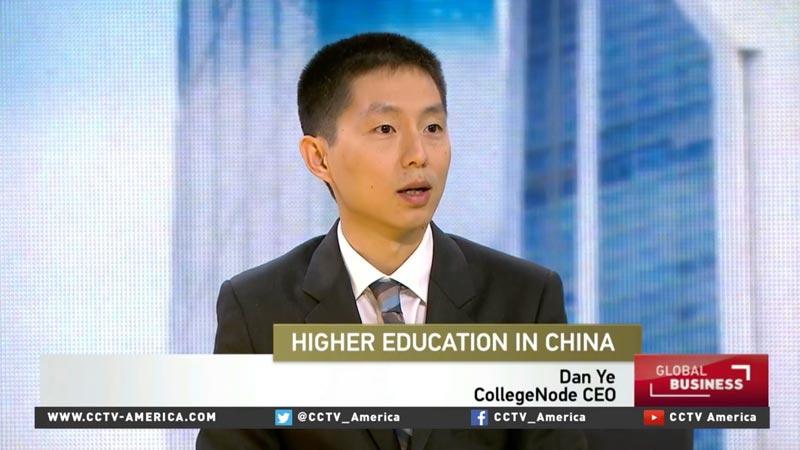 HIGHER EDUCATION IN CHINA
Dan Ye
CollegeNode CEO
GLOBAL
BUSINESS
WWW.CCTV-AMERICA.COM
@CCTV_America
CCTV_America
CCTV America